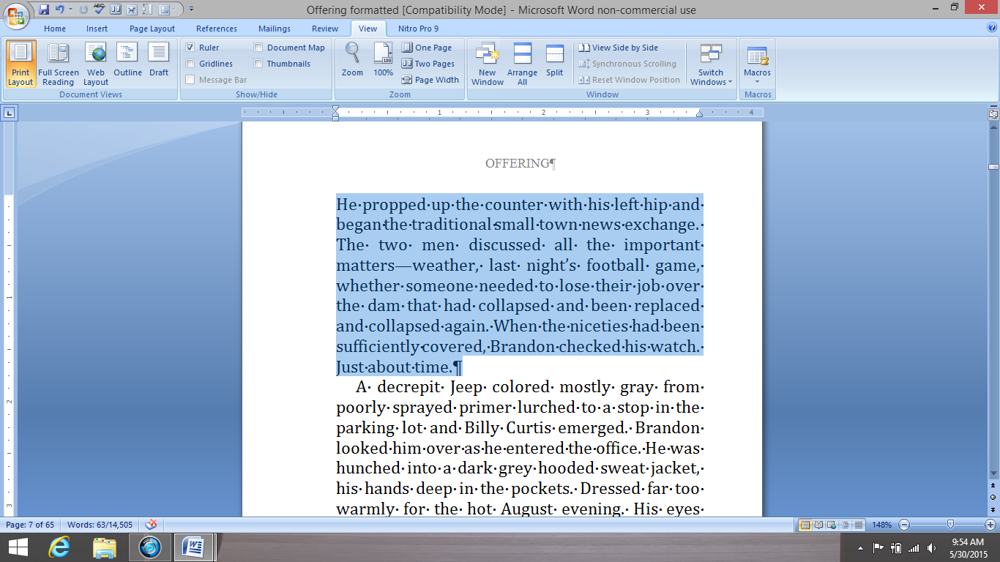 Offering formatted [Compatibility Mode] - Microsoft Word non-commercial use
Home Insert Page Layout References Mailings Review View Nitro Pro 9
Print Layout
Full Screen Reading
Web Layout
Outline
Draft
Document Views
Ruler
Gridlines
Message Bar
Document Map
Thumbnails
Show/Hide
Zoom
100%
One Page
Two Pages
Page Width
Zoom
New Window
Arrange All
Split
View Side by Side
Synchronous Scrolling
Reset Window Position
Window
Switch Windows
Macros
Macros
1 2 3 4
OFFERING¶
He·propped·up·the·counter·with·his·left·hip·and·
began·the·traditional·small·town·news·exchange.·
The· two· men· discussed· all· the· important·
matters—weather,· last· night’s· football· game,·
whether·someone·needed·to·lose·their·job·over·
the·dam·that·had·collapsed·and·been·replaced·
and·collapsed·again.·When·the·niceties·had·been·
sufficiently·covered,·Brandon·checked·his·watch.·
Just·about·time.¶
A· decrepit· Jeep· colored· mostly· gray· from·
poorly·sprayed·primer·lurched·to·a·stop·in·the·
parking·lot·and·Billy·Curtis·emerged.·Brandon·
looked·him·over·as·he·entered·the·office.·He·was·
hunched·into·a·dark·grey·hooded·sweat·jacket,·
his·hands·deep·in·the·pockets.·Dressed·far·too·
warmly·for·the·hot·August·evening.·His·eyes·
1
2
3
Page: 7 of 65 Words: 63/14,505 148%
9:54 AM
5/30/2015